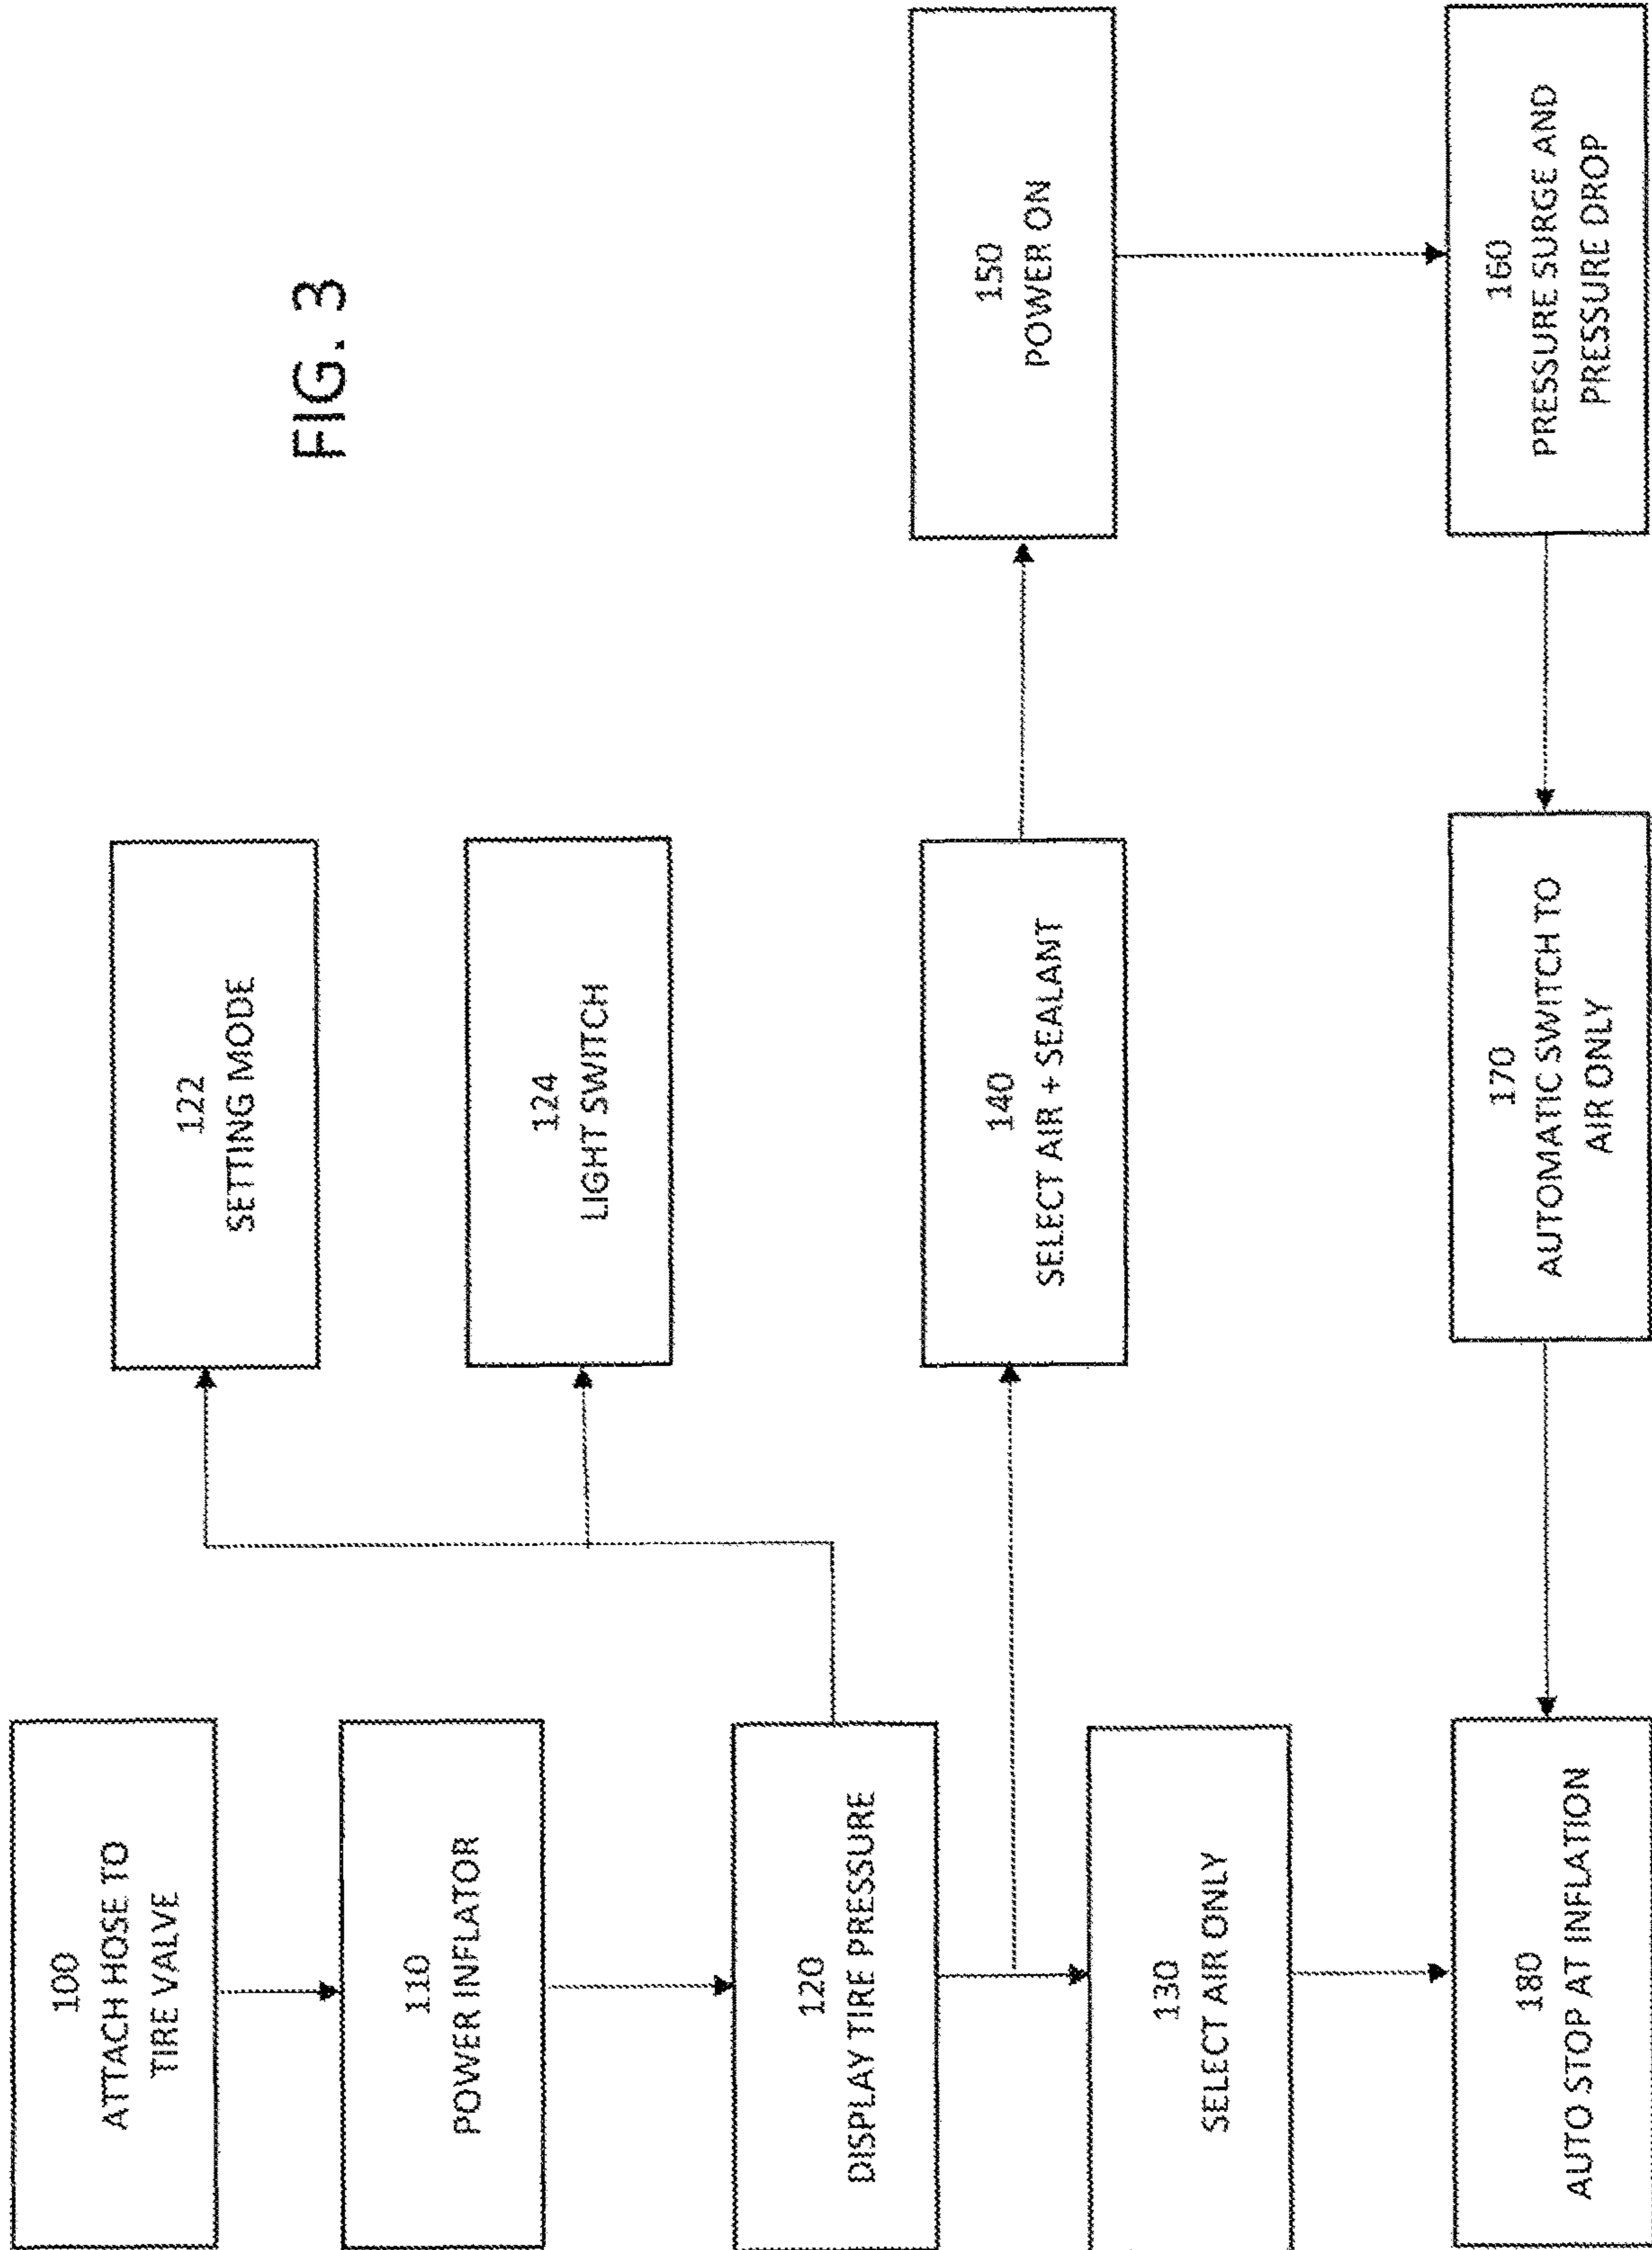 FIG. 3
100
ATTACH HOSE TO
TIRE VALVE
110
POWER INFLATOR
120
DISPLAY TIRE PRESSURE
122
SETTING MODE
124
LIGHT SWITCH
130
SELECT AIR ONLY
140
SELECT AIR + SEALANT
150
POWER ON
160
PRESSURE SURGE AND
PRESSURE DROP
170
AUTOMATIC SWITCH TO
AIR ONLY
180
AUTO STOP AT INFLATION